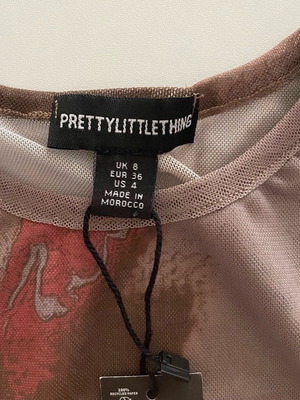 PRETTYLITTLETHING
UK 8
EUR 36
US 4
MADE IN
MOROCCO
100%
RECYCLED PAPER